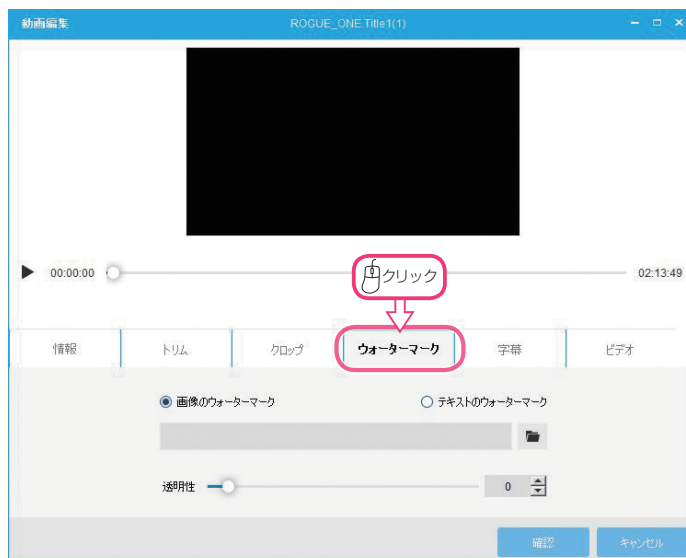 動画編集 ROGUE_ONE.Title1(1)
00:00:00 02:13:49
クリック
情報 トリム クロップ ウォーターマーク 字幕 ビデオ
画像のウォーターマーク テキストのウォーターマーク
透明性 0
確認 キャンセル